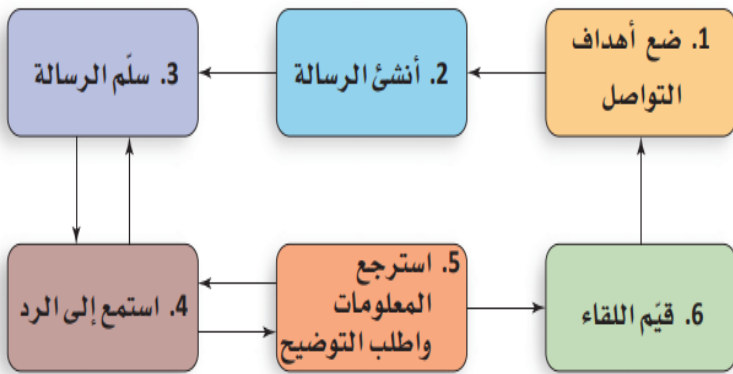 1. ضع أهداف
التواصل
2. أنشئ الرسالة
3. سلّم الرسالة
4. استمع إلى الرد
5. استرجع
المعلومات
واطلب التوضيح
6. قيّم اللقاء